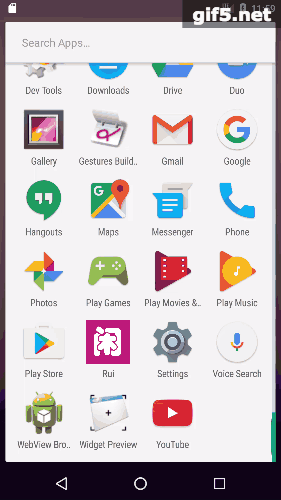 gif5.net
11:59
Search Apps...
Dev Tools Downloads Drive Duo
Gallery Gestures Build.. Gmail Google
Hangouts Maps Messenger Phone
Photos Play Games Play Movies &.. Play Music
Play Store Rui Settings Voice Search
WebView Bro.. Widget Preview YouTube